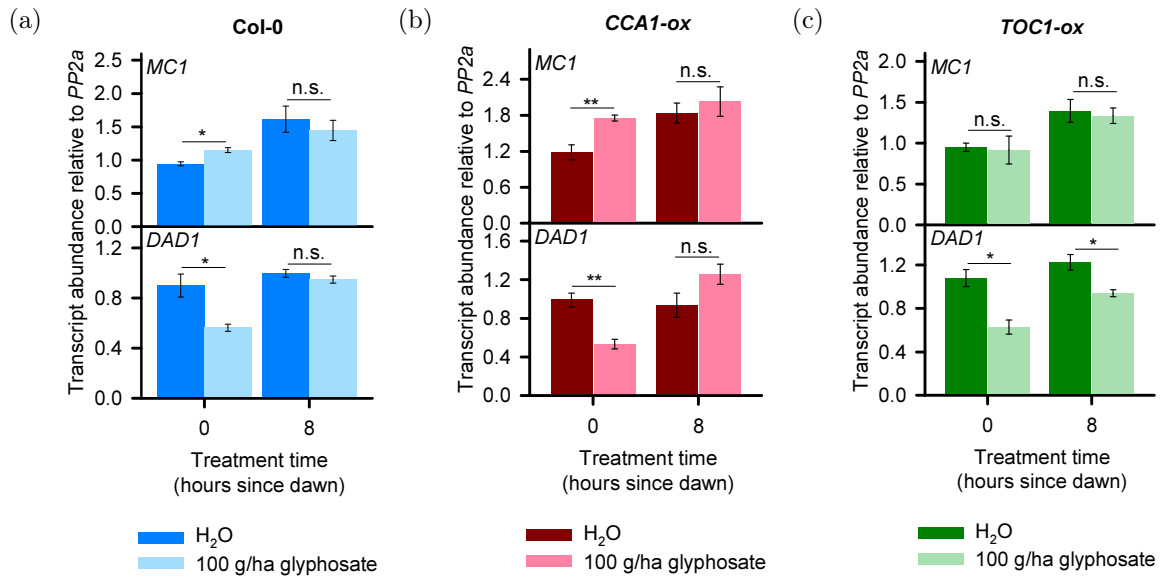 (a)
Col-0
Transcript abundance relative to PP2a
MC1
2.5
2.0
1.5
1.0
0.5
0.0
*
n.s.
DAD1
1.2
0.8
0.4
0.0
*
n.s.
0
8
Treatment time
(hours since dawn)
H₂O
100 g/ha glyphosate
(b)
CCA1-ox
Transcript abundance relative to PP2a
MC1
2.4
1.8
1.2
0.6
0.0
**
n.s.
DAD1
1.6
1.2
0.8
0.4
0.0
**
n.s.
0
8
Treatment time
(hours since dawn)
H₂O
100 g/ha glyphosate
(c)
TOC1-ox
Transcript abundance relative to PP2a
MC1
2.0
1.5
1.0
0.5
0.0
n.s.
n.s.
DAD1
1.2
0.8
0.4
0.0
*
*
0
8
Treatment time
(hours since dawn)
H₂O
100 g/ha glyphosate